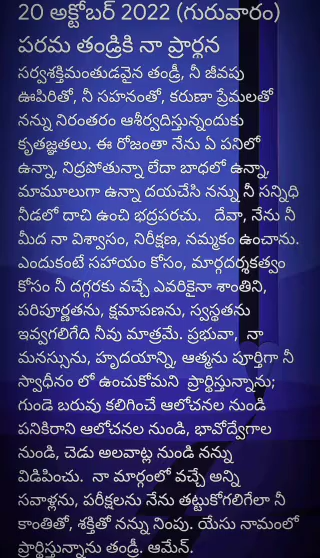 20 అక్టోబర్ 2022 (గురువారం)
పరమ తండ్రికి నా ప్రార్థన
సర్వశక్తిమంతుడవైన తండ్రీ, నీ జీవపు
ఊపిరితో, నీ సహనంతో, కరుణా ప్రేమలతో
నన్ను నిరంతరం ఆశీర్వదిస్తున్నందుకు
కృతజ్ఞతలు. ఈ రోజంతా నేను ఏ పనిలో
ఉన్నా, నిద్రపోతున్నా లేదా బాధలో ఉన్నా,
మామూలుగా ఉన్నా దయచేసి నన్ను నీ సన్నిధి
నీడలో దాచి ఉంచి భద్రపరచు. దేవా, నేను నీ
మీద నా విశ్వాసం, నిరీక్షణ, నమ్మకం ఉంచాను.
ఎందుకంటే సహాయం కోసం, మార్గదర్శకత్వం
కోసం నీ దగ్గరకు వచ్చే ఎవరికైనా శాంతిని,
పరిపూర్ణతను, క్షమాపణను, స్వస్థతను
ఇవ్వగలిగేది నీవు మాత్రమే. ప్రభువా, నా
మనస్సును, హృదయాన్ని, ఆత్మను పూర్తిగా నీ
స్వాధీనం లో ఉంచుకోమని ప్రార్థిస్తున్నాను;
గుండె బరువు కలిగించే ఆలోచనల నుండి
పనికిరాని ఆలోచనల నుండి, భావోద్వేగాల
నుండి, చెడు అలవాట్ల నుండి నన్ను
విడిపించు. నా మార్గంలో వచ్చే అన్ని
సవాళ్లను, పరీక్షలను నేను తట్టుకోగలిగేలా నీ
కాంతితో, శక్తితో నన్ను నింపు. యేసు నామంలో
ప్రార్థిస్తున్నాను తండ్రీ. ఆమేన్.